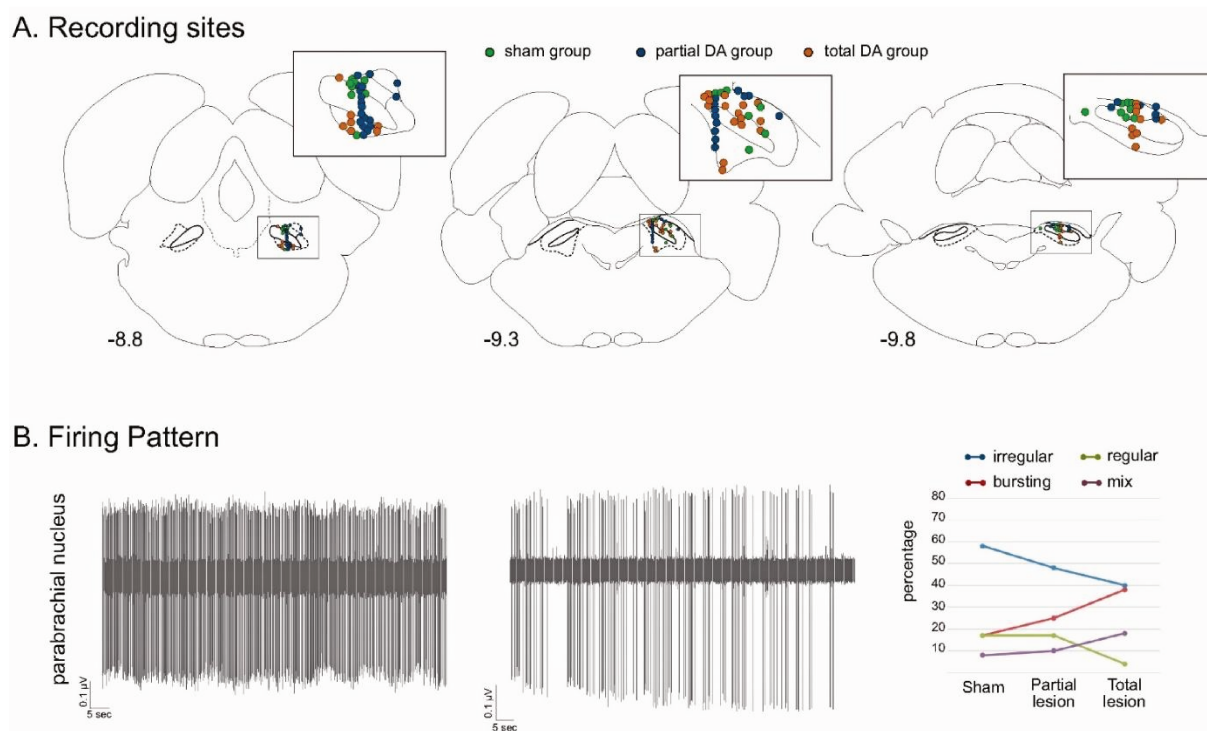 A. Recording sites
sham group partial DA group total DA group
-8.8 -9.3 -9.8
B. Firing Pattern
parabrachial nucleus
0.1 µV
5 sec
0.1 µV
5 sec
irregular regular
bursting mix
percentage
80
70
60
50
40
30
20
10
Sham Partial lesion Total lesion